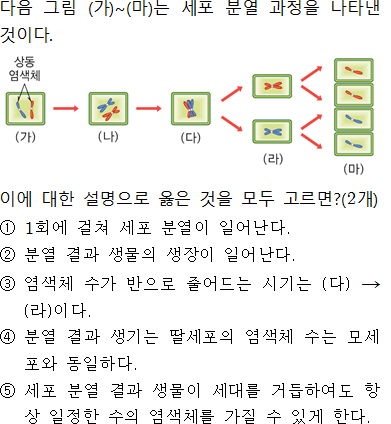 다음 그림 (가)~(마)는 세포 분열 과정을 나타낸
것이다.
상동
염색체
(가)
(나)
(다)
(라)
(마)
이에 대한 설명으로 옳은 것을 모두 고르면?(2개)
① 1회에 걸쳐 세포 분열이 일어난다.
② 분열 결과 생물의 생장이 일어난다.
③ 염색체 수가 반으로 줄어드는 시기는 (다) →
(라)이다.
④ 분열 결과 생기는 딸세포의 염색체 수는 모세
포와 동일하다.
⑤ 세포 분열 결과 생물이 세대를 거듭하여도 항
상 일정한 수의 염색체를 가질 수 있게 한다.